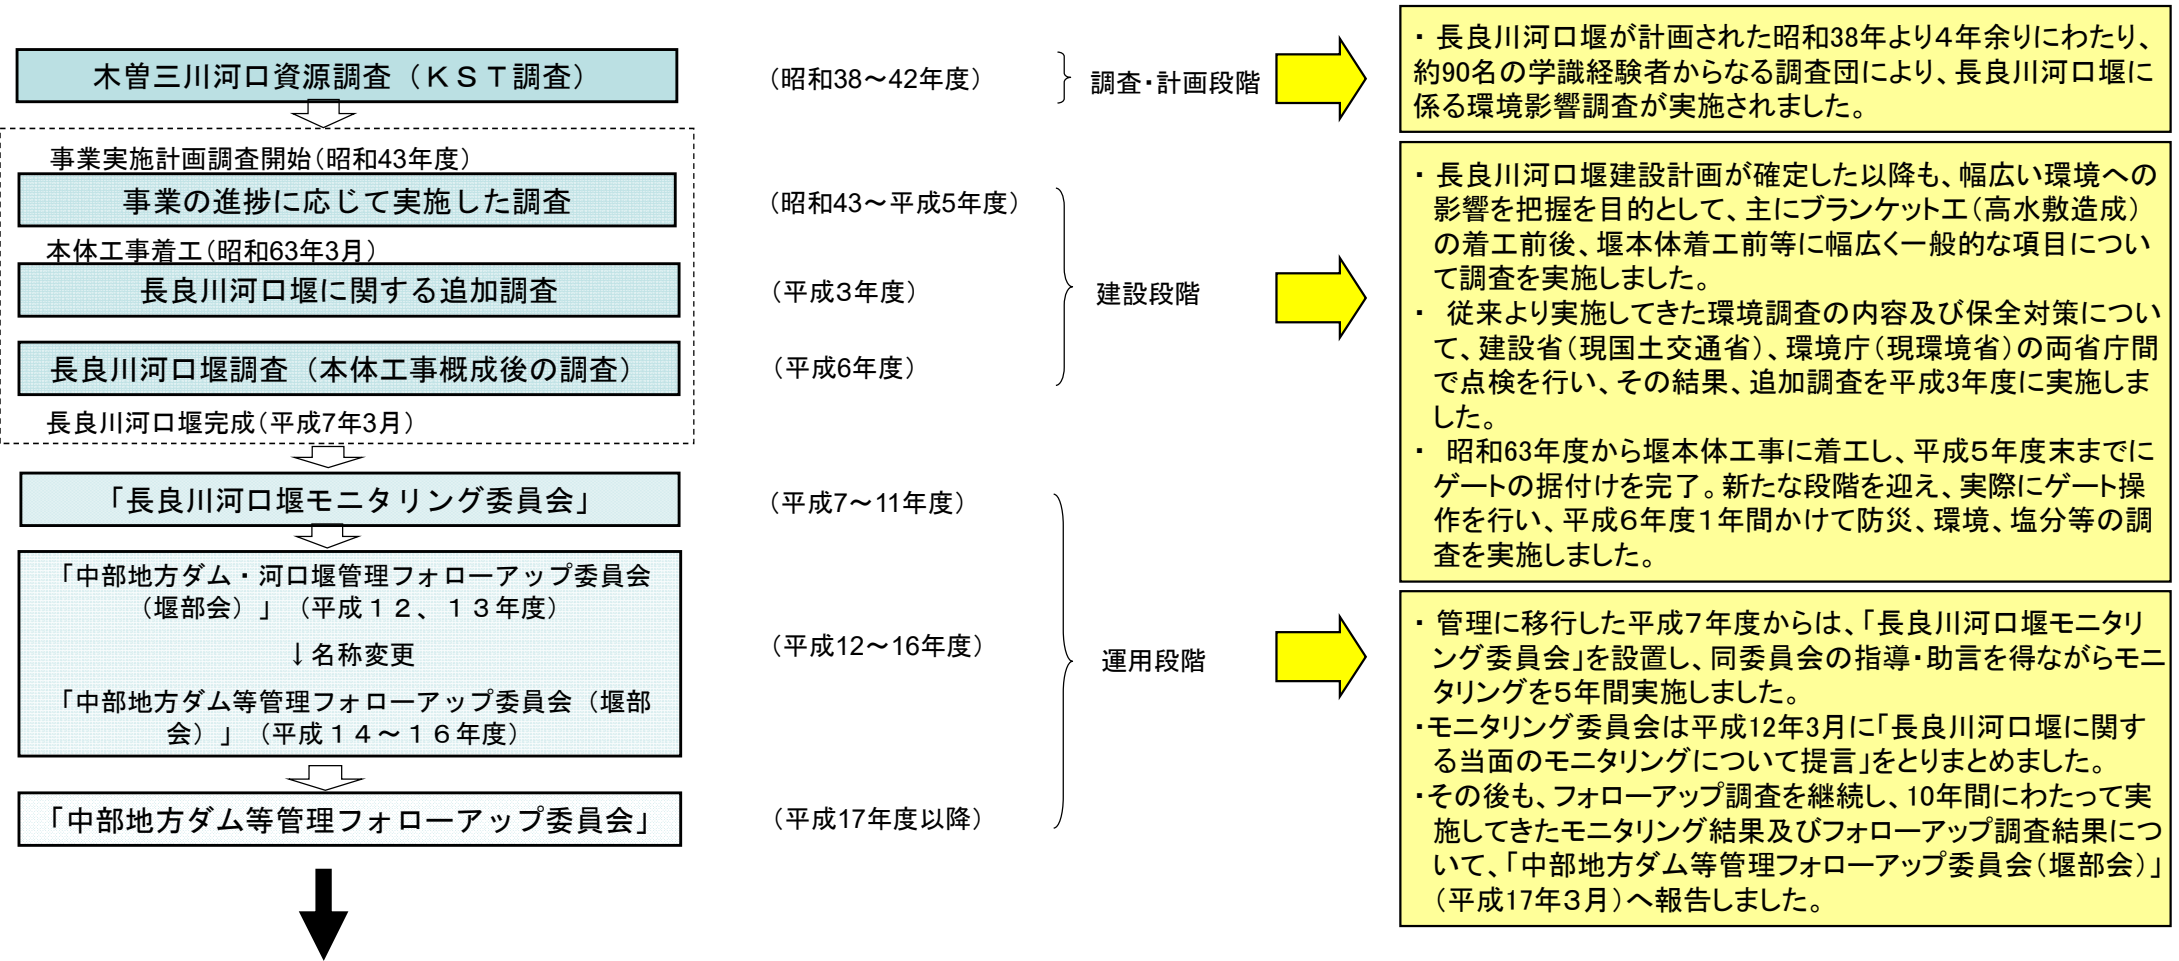 木曽三川河口資源調査（ＫＳＴ調査）
（昭和38～42年度）
調査・計画段階
・ 長良川河口堰が計画された昭和38年より４年余りにわたり、
約90名の学識経験者からなる調査団により、長良川河口堰に
係る環境影響調査が実施されました。
事業実施計画調査開始（昭和43年度）
事業の進捗に応じて実施した調査
（昭和43～平成5年度）
本体工事着工（昭和63年3月）
長良川河口堰に関する追加調査
（平成３年度）
建設段階
長良川河口堰調査（本体工事概成後の調査）
（平成6年度）
長良川河口堰完成（平成7年3月）
・ 長良川河口堰建設計画が確定した以降も、幅広い環境への
影響を把握を目的として、主にブランケット工（高水敷造成）
の着工前後、堰本体着工前等に幅広く一般的な項目につい
て調査を実施しました。
・ 従来より実施してきた環境調査の内容及び保全対策につい
て、建設省（現国土交通省）、環境庁（現環境省）の両省庁間
で点検を行い、その結果、追加調査を平成3年度に実施しま
した。
・ 昭和63年度から堰本体工事に着工し、平成５年度末までに
ゲートの据付けを完了。新たな段階を迎え、実際にゲート操
作を行い、平成６年度１年間かけて防災、環境、塩分等の調
査を実施しました。
「長良川河口堰モニタリング委員会」
（平成7～11年度）
「中部地方ダム・河口堰管理フォローアップ委員会
（堰部会）」（平成１２、１３年度）
↓名称変更
「中部地方ダム等管理フォローアップ委員会（堰部
会）」（平成１４～１６年度）
（平成12～16年度）
運用段階
「中部地方ダム等管理フォローアップ委員会」
（平成17年度以降）
・ 管理に移行した平成７年度からは、「長良川河口堰モニタリ
ング委員会」を設置し、同委員会の指導・助言を得ながらモニ
タリングを５年間実施しました。
・モニタリング委員会は平成12年3月に「長良川河口堰に関す
る当面のモニタリングについて提言」をとりまとめました。
・その後も、フォローアップ調査を継続し、10年間にわたって実
施してきたモニタリング結果及びフォローアップ調査結果につ
いて、「中部地方ダム等管理フォローアップ委員会（堰部会）」
（平成17年３月）へ報告しました。